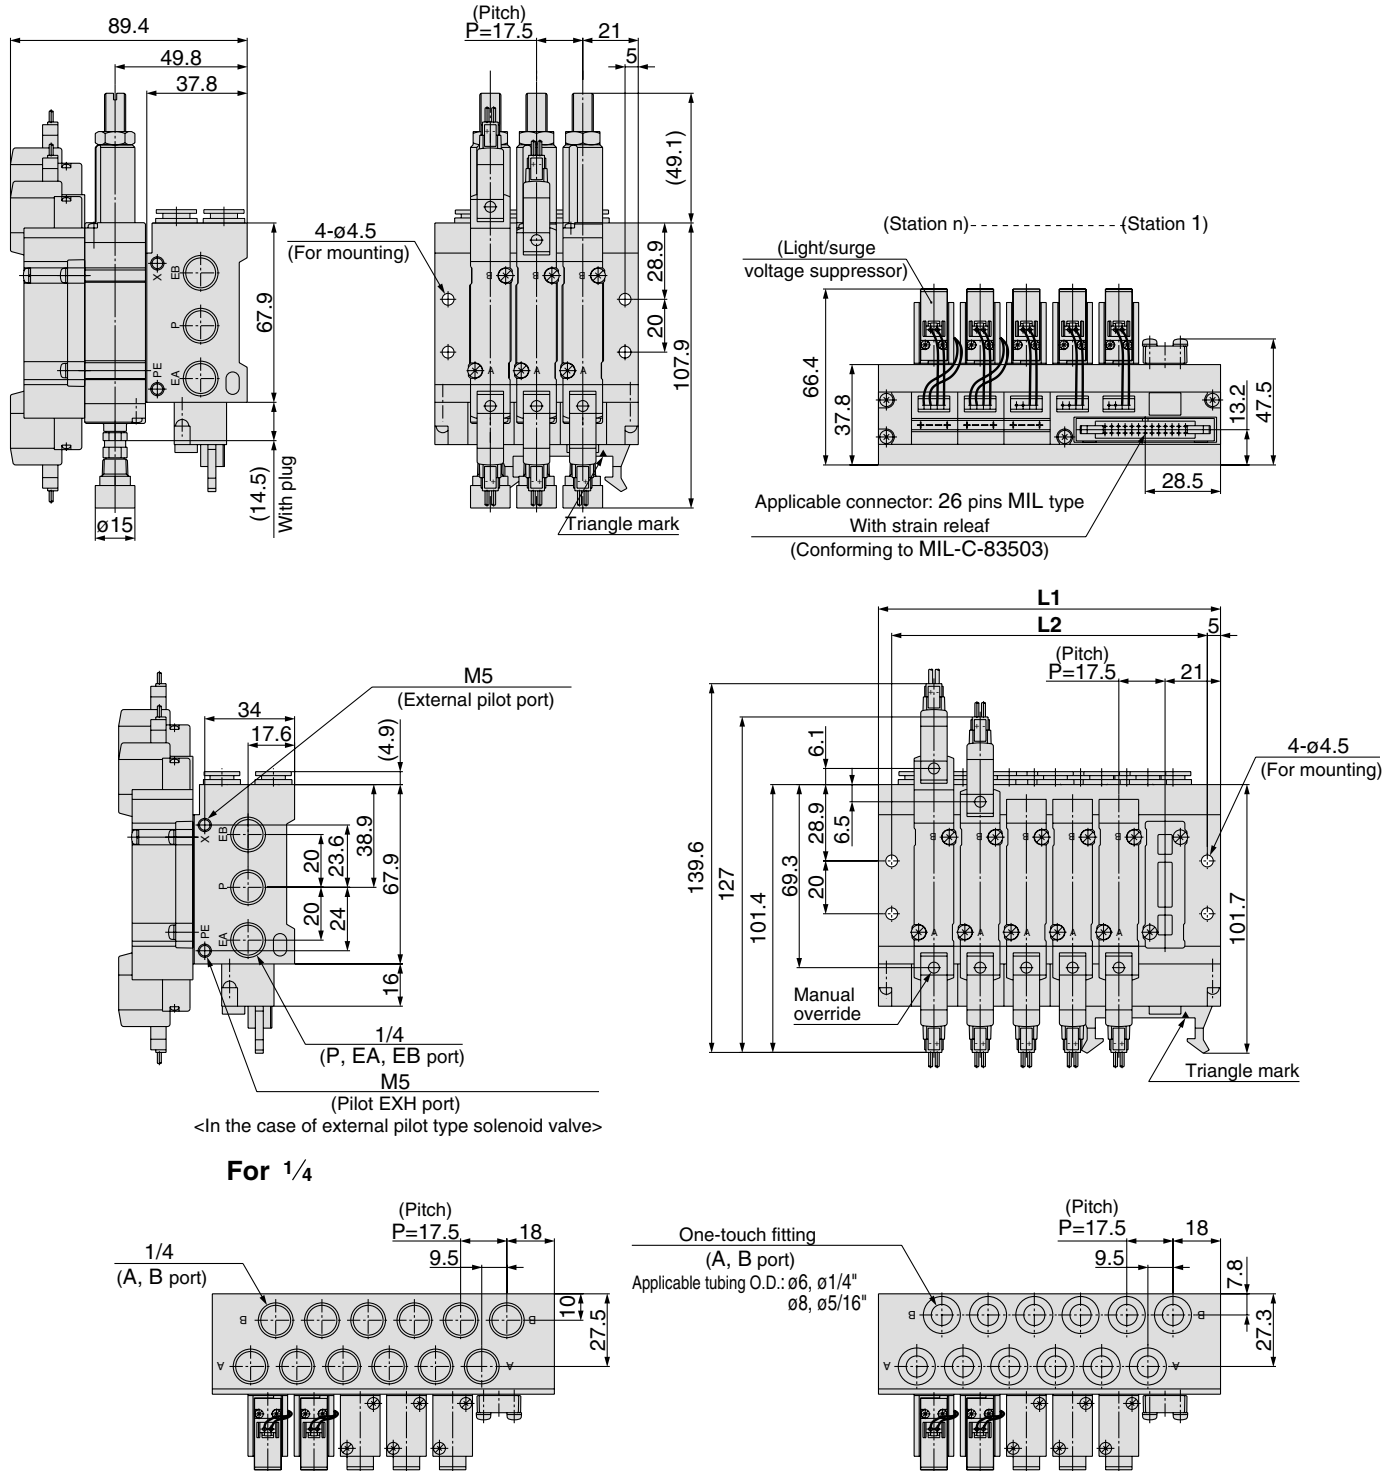 89.4
49.8
37.8
X
EB
P
PE
EA
67.9
(14.5)
With plug
ø15
(Pitch)
P=17.5
21
5
(49.1)
4-ø4.5
(For mounting)
B
B
B
A
A
28.9
20
107.9
Triangle mark
(Station n)
(Station 1)
(Light/surge
voltage suppressor)
66.4
37.8
13.2
47.5
28.5
Applicable connector: 26 pins MIL type
With strain releaf
(Conforming to MIL-C-83503)
M5
(External pilot port)
34
17.6
(4.9)
X
EB
P
PE
EA
20
23.6
38.9
67.9
20
24
16
1/4
(P, EA, EB port)
M5
(Pilot EXH port)
<In the case of external pilot type solenoid valve>
L1
L2
5
(Pitch)
P=17.5
21
6.1
4-ø4.5
(For mounting)
139.6
127
101.4
69.3
28.9
6.5
20
B
B
B
B
B
A
A
A
A
A
101.7
Manual
override
Triangle mark
For 1/4
(Pitch)
P=17.5
18
9.5
1/4
(A, B port)
10
27.5
B
B
A
A
One-touch fitting
(A, B port)
Applicable tubing O.D.: ø6, ø1/4"
ø8, ø5/16"
(Pitch)
P=17.5
18
9.5
7.8
27.3
B
B
A
A